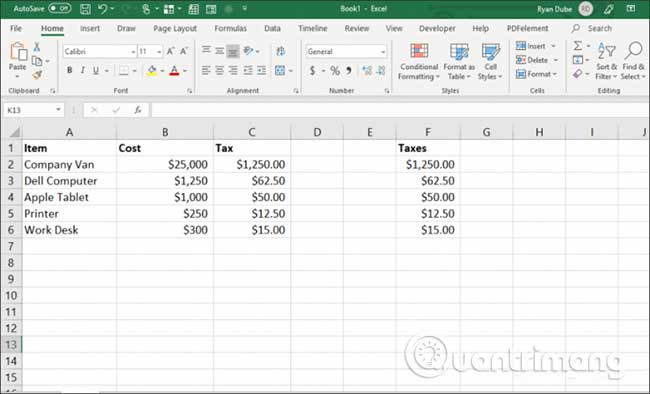 AutoSave Off Book1 - Excel Ryan Dube RD
File Home Insert Draw Page Layout Formulas Data Review View Developer Help PDFelement Search
Paste Calibri 11 A A General Conditional Formatting Format as Table Cell Styles Insert Delete Format Sort & Filter Find & Select
B I U A $ % ,
Clipboard Font Alignment Number Styles Cells Editing
K13 fx
A B C D E F G H I J
1 Item Cost Tax Taxes
2 Company Van $25,000 $1,250.00 $1,250.00
3 Dell Computer $1,250 $62.50 $62.50
4 Apple Tablet $1,000 $50.00 $50.00
5 Printer $250 $12.50 $12.50
6 Work Desk $300 $15.00 $15.00
7
8
9
10
11
12
13
14
15
Quantrimang